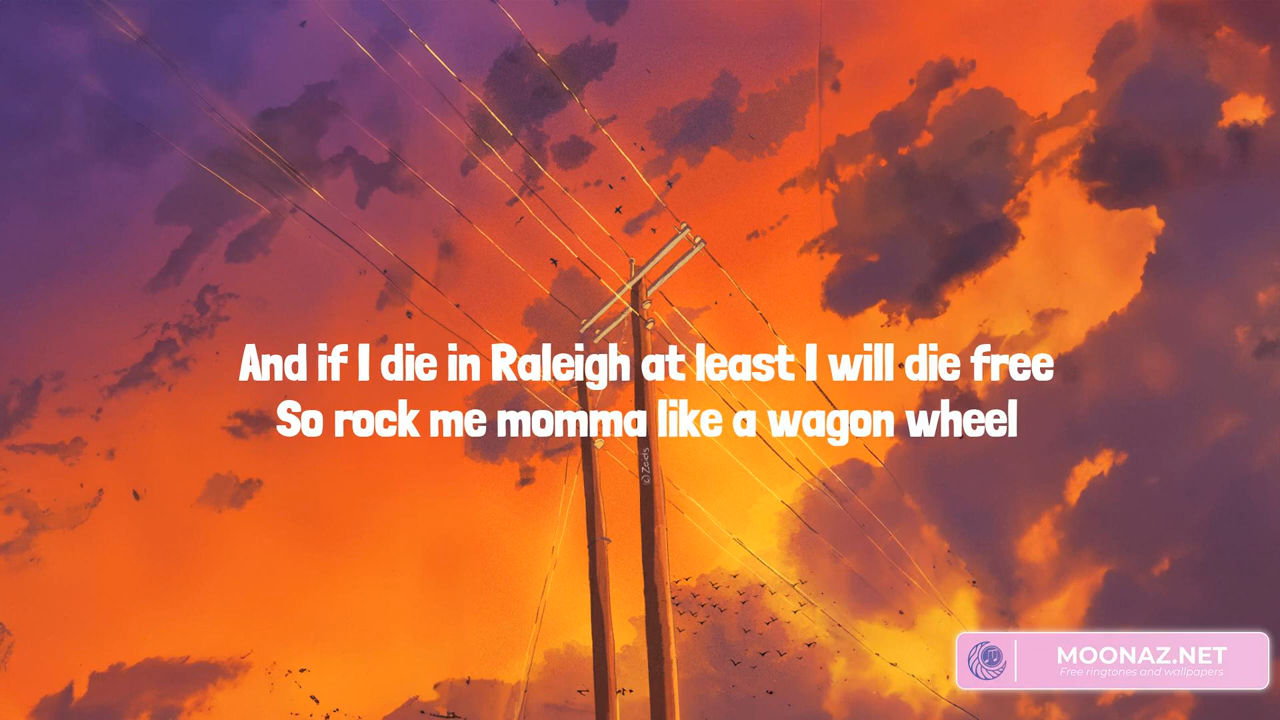 And if I die in Raleigh at least I will die free
So rock me momma like a wagon wheel
©Zaids
MOONAZ.NET
Free ringtones and wallpapers